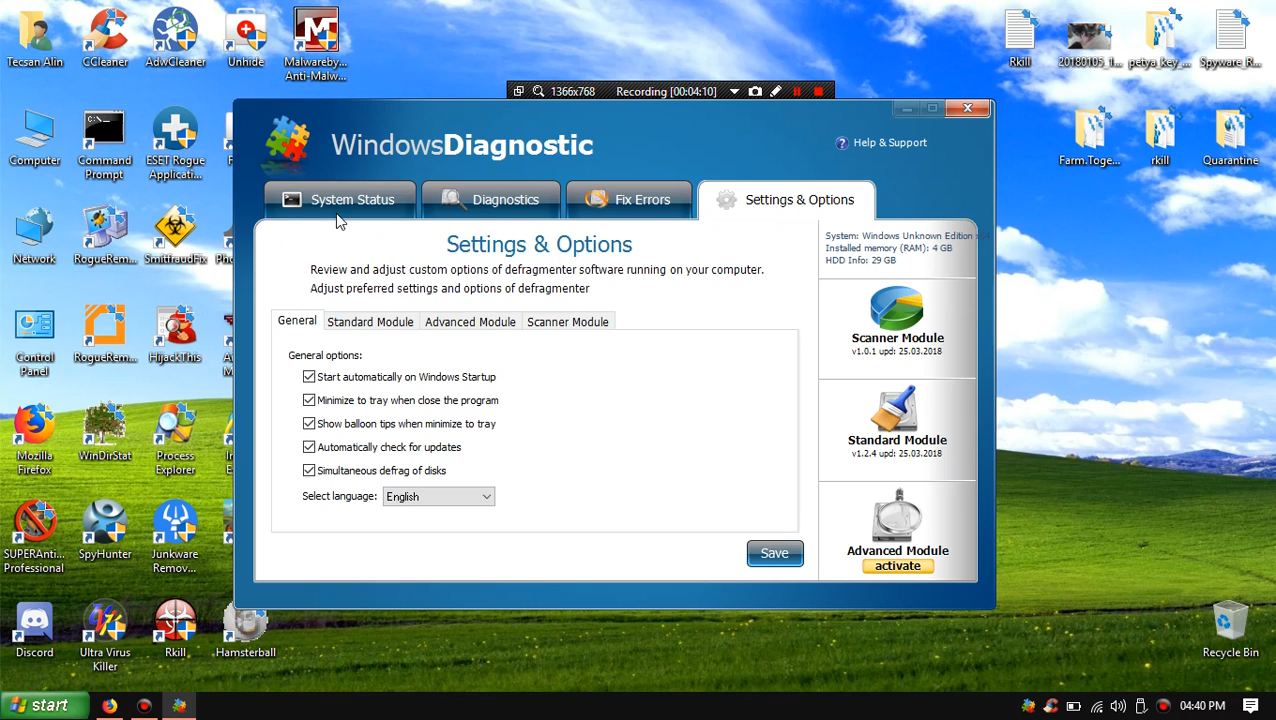 Tecsan Alin
CCleaner
AdwCleaner
Unhide
Malwareby...
Anti-Malw...
Rkill
20180105_1...
petya_key_...
Spyware_R...
1366x768
Recording [00:04:10]
WindowsDiagnostic
Help & Support
Computer
Command
Prompt
ESET Rogue
Applicati...
Farm.Toge...
rkill
Quarantine
System Status
Diagnostics
Fix Errors
Settings & Options
Network
RogueRem...
SmitfraudFix
Settings & Options
Review and adjust custom options of defragmenter software running on your computer.
Adjust preferred settings and options of defragmenter
System: Windows Unknown Edition
Installed memory (RAM): 4 GB
HDD Info: 29 GB
Control
Panel
RogueRem...
HijackThis
General
Standard Module
Advanced Module
Scanner Module
General options:
Start automatically on Windows Startup
Minimize to tray when close the program
Show balloon tips when minimize to tray
Automatically check for updates
Simultaneous defrag of disks
Select language:
English
Save
Scanner Module
v1.0.1 upd: 25.03.2018
Standard Module
v1.2.4 upd: 25.03.2018
Advanced Module
activate
Mozilla
Firefox
WinDirStat
Process
Explorer
SUPERAnti...
Professional
SpyHunter
Junkware
Remov...
Discord
Ultra Virus
Killer
Rkill
Hamsterball
Recycle Bin
start
04:40 PM